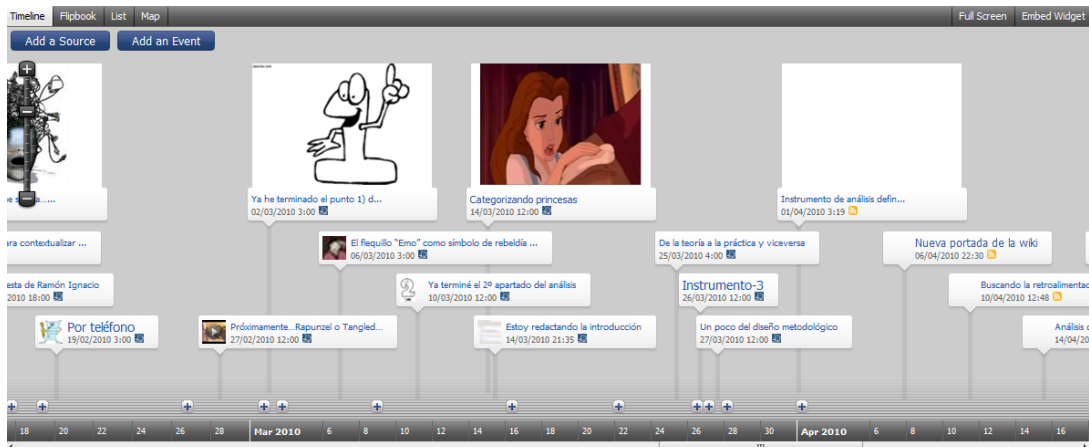 Timeline Flipbook List Map Full Screen Embed Widget
Add a Source Add an Event
Ya he terminado el punto 1) d...
02/03/2010 3:00
Categorizando princesas
14/03/2010 12:00
Instrumento de análisis defin...
01/04/2010 3:19
ara contextualizar ...
El flequillo "Emo" como símbolo de rebeldía ...
06/03/2010 3:00
De la teoría a la práctica y viceversa
25/03/2010 4:00
Nueva portada de la wiki
06/04/2010 22:30
esta de Ramón Ignacio
2010 18:00
Ya terminé el 2º apartado del análisis
10/03/2010 12:00
Instrumento-3
26/03/2010 12:00
Buscando la retroalimentac
10/04/2010 12:48
Por teléfono
19/02/2010 3:00
Próximamente...Rapunzel o Tangled...
27/02/2010 12:00
Estoy redactando la introducción
14/03/2010 21:35
Un poco del diseño metodológico
27/03/2010 12:00
Análisis
14/04/20
18 20 22 24 26 28 Mar 2010 6 8 10 12 14 16 18 20 22 24 26 28 30 Apr 2010 6 8 10 12 14 16